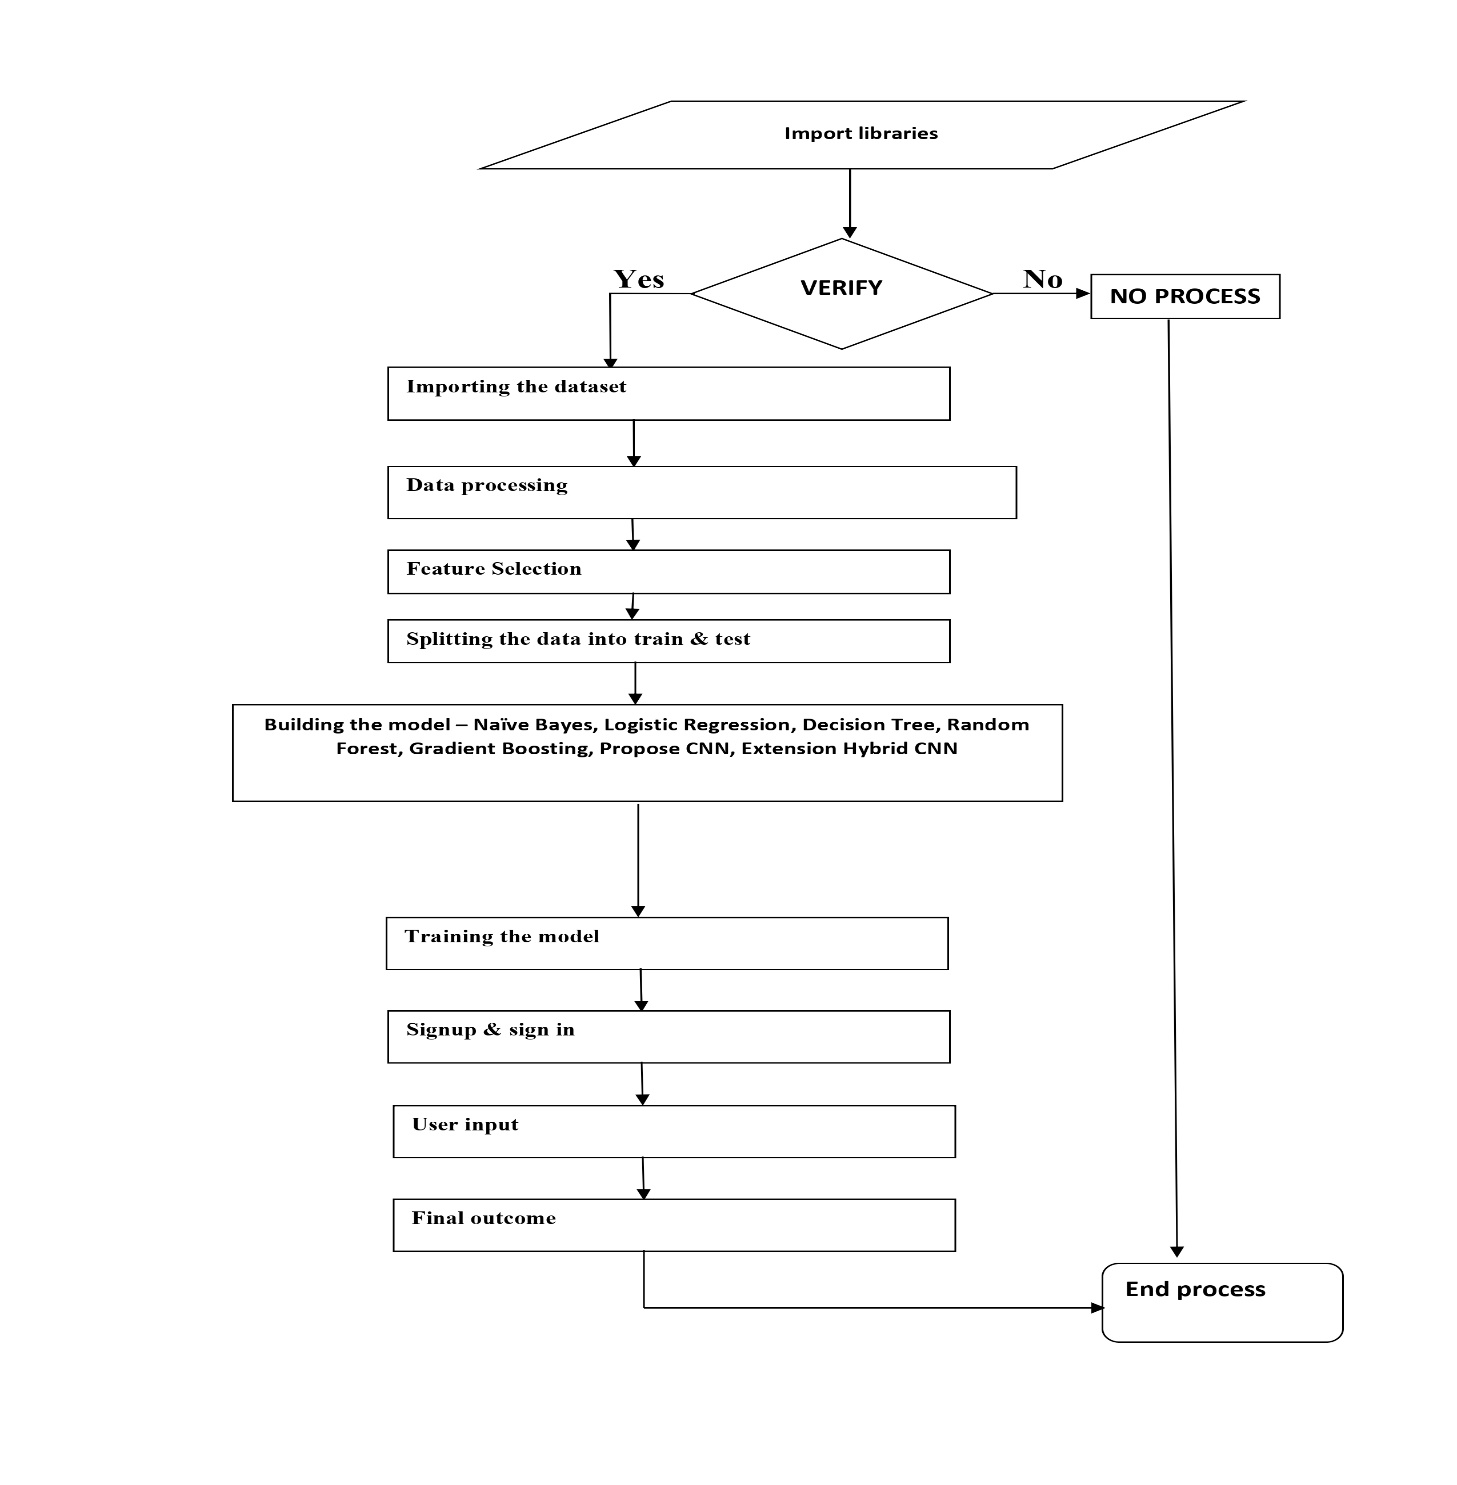 Import libraries
VERIFY
Yes
No
NO PROCESS
Importing the dataset
Data processing
Feature Selection
Splitting the data into train & test
Building the model – Naïve Bayes, Logistic Regression, Decision Tree, Random
Forest, Gradient Boosting, Propose CNN, Extension Hybrid CNN
Training the model
Signup & sign in
User input
Final outcome
End process